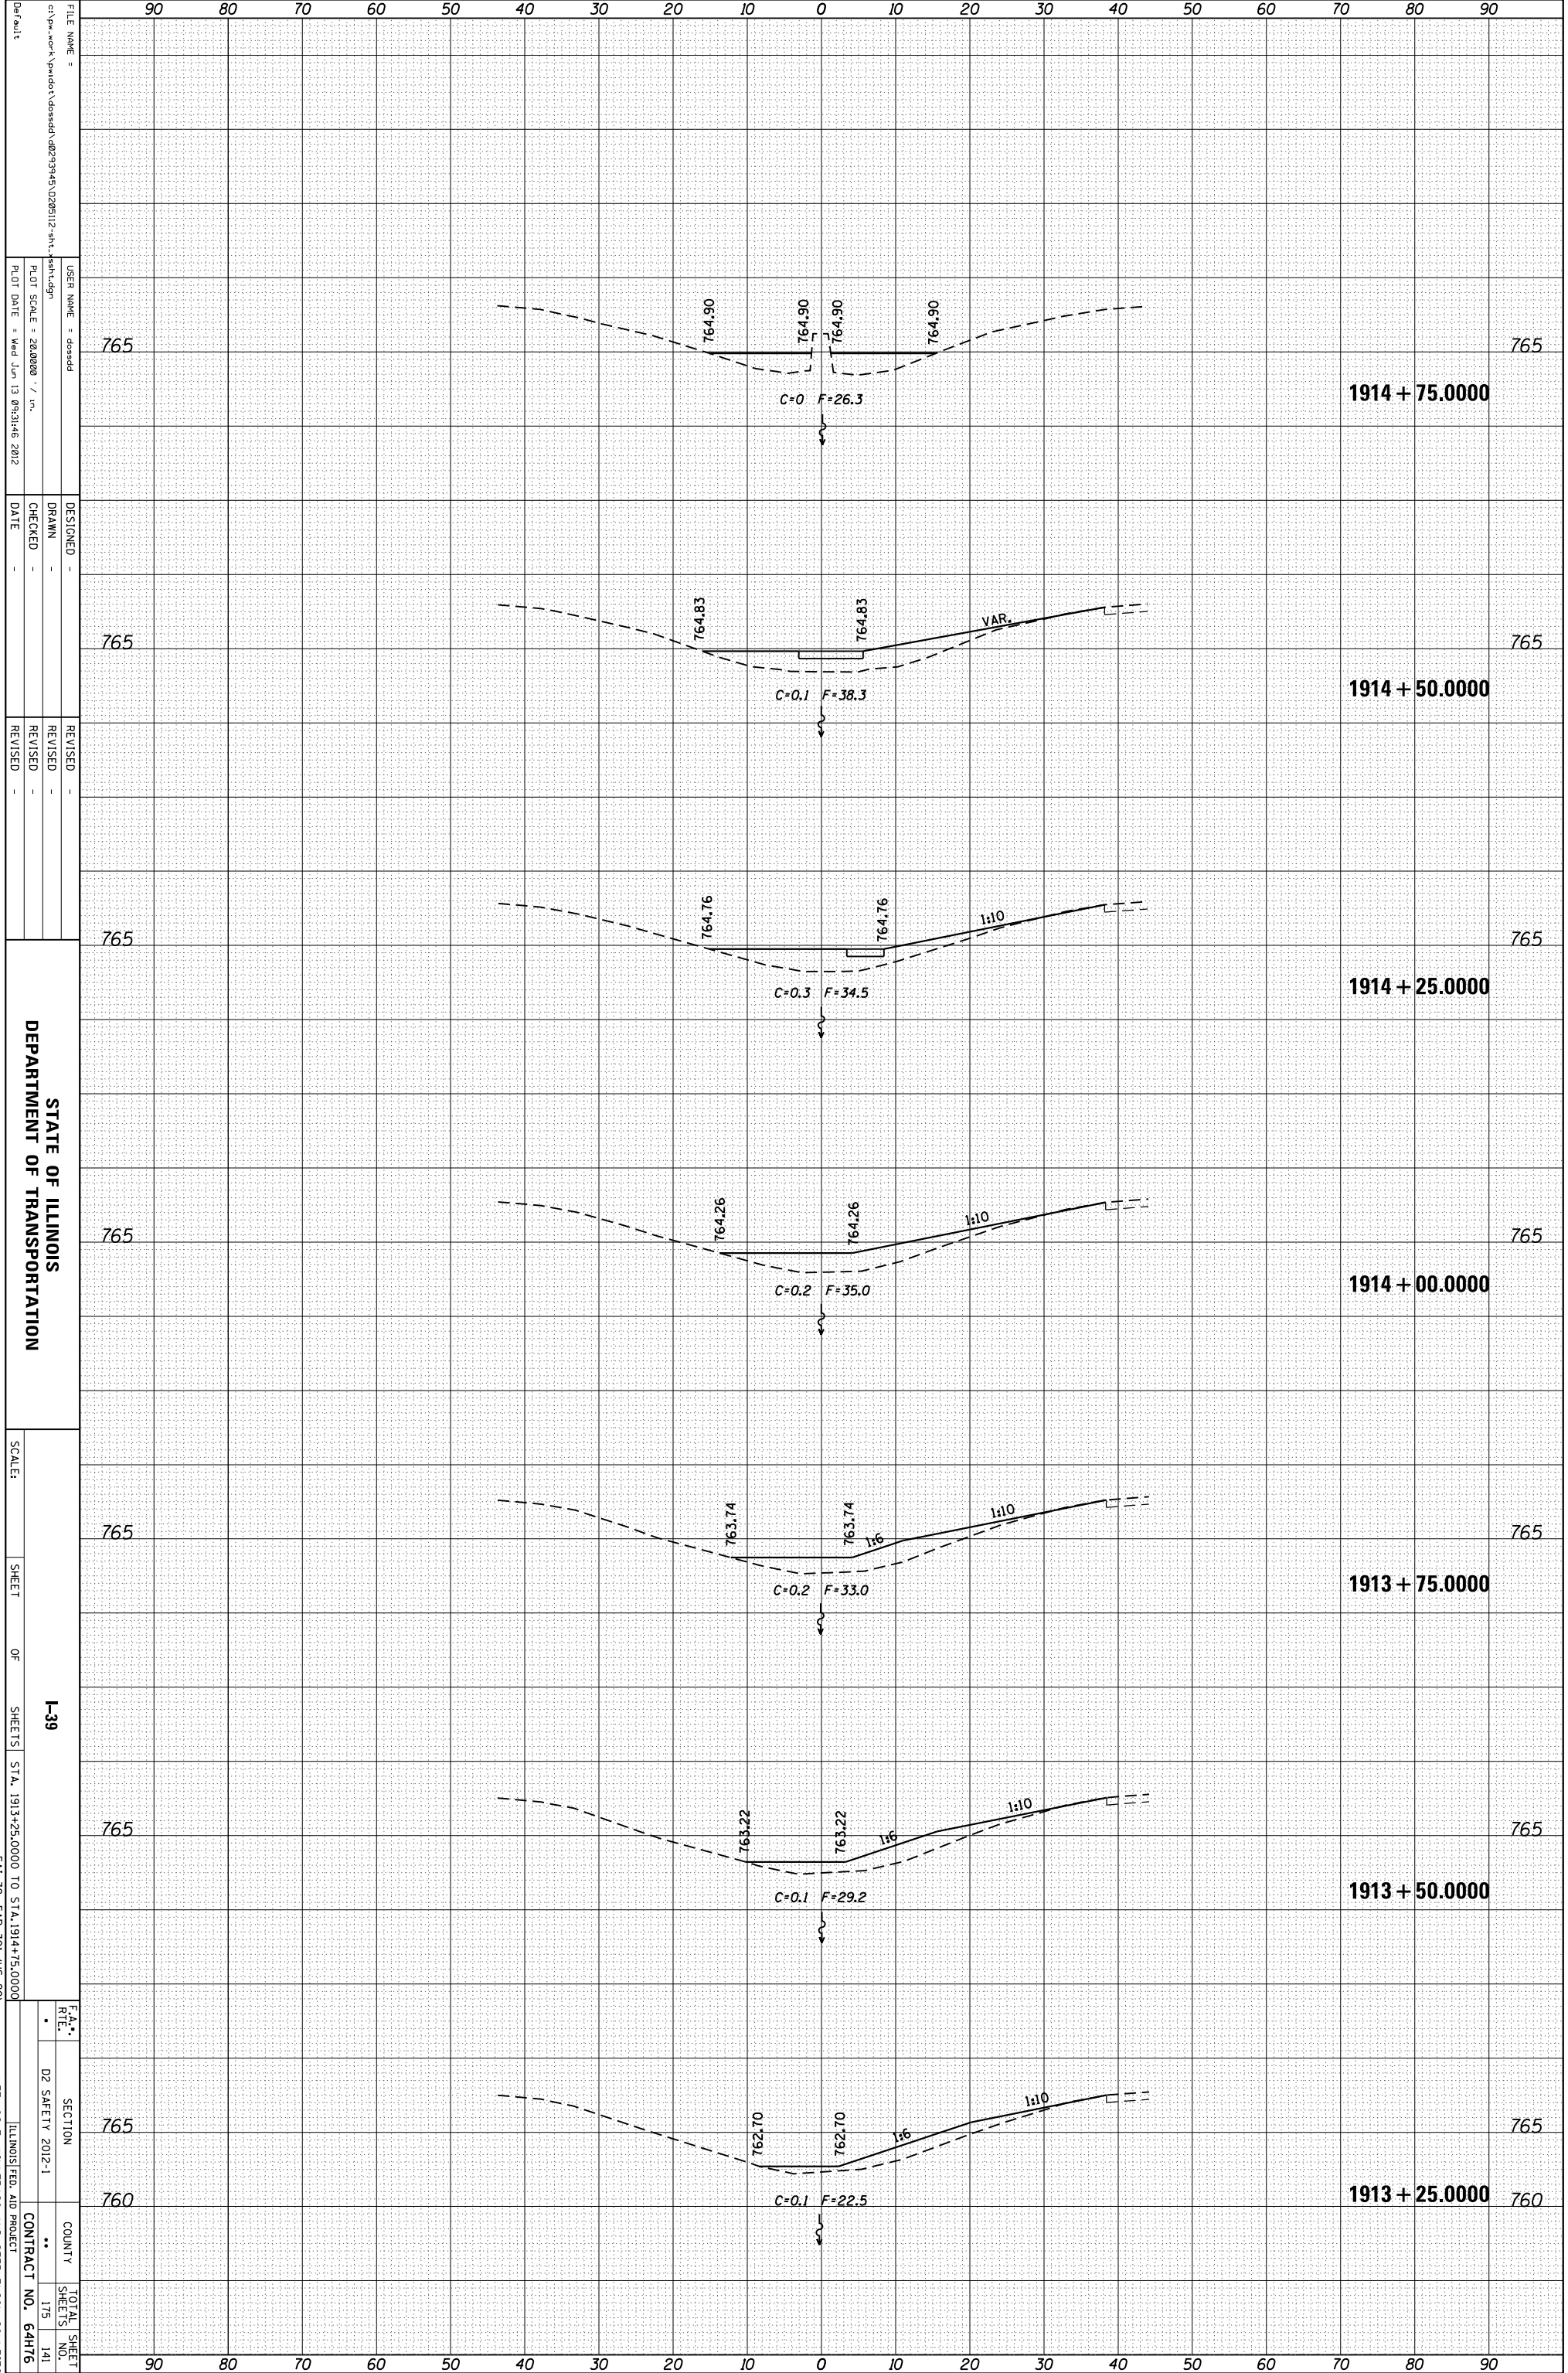 90 80 70 60 50 40 30 20 10 0 10 20 30 40 50 60 70 80 90
764.90 764.90 764.90 764.90
765 765
1914+75.0000
C=0 F=26.3
764.83 764.83
VAR.
765 765
1914+50.0000
C=0.1 F=38.3
764.76 764.76
1:10
765 765
1914+25.0000
C=0.3 F=34.5
764.26 764.26
1:10
765 765
1914+00.0000
C=0.2 F=35.0
763.74 763.74
1:6 1:10
765 765
1913+75.0000
C=0.2 F=33.0
763.22 763.22
1:6 1:10
765 765
1913+50.0000
C=0.1 F=29.2
762.70 762.70
1:6 1:10
765 765
1913+25.0000
760 760
C=0.1 F=22.5
90 80 70 60 50 40 30 20 10 0 10 20 30 40 50 60 70 80 90
FILE NAME =
c:\pw_work\pwidot\dossdd\d0293945\D205112-sht_xssht.dgn
Default
USER NAME = dossdd
PLOT SCALE = 20.0000 ' / in.
PLOT DATE = Wed Jun 13 09:31:46 2012
DESIGNED -
DRAWN -
CHECKED -
DATE -
REVISED -
REVISED -
REVISED -
REVISED -
STATE OF ILLINOIS
DEPARTMENT OF TRANSPORTATION
I-39
SCALE: SHEET OF SHEETS STA. 1913+25.0000 TO STA. 1914+75.0000
F.A.*. RTE. SECTION COUNTY TOTAL SHEETS SHEET NO.
* D2 SAFETY 2012-1 ** 175 141
CONTRACT NO. 64H76
ILLINOIS FED. AID PROJECT